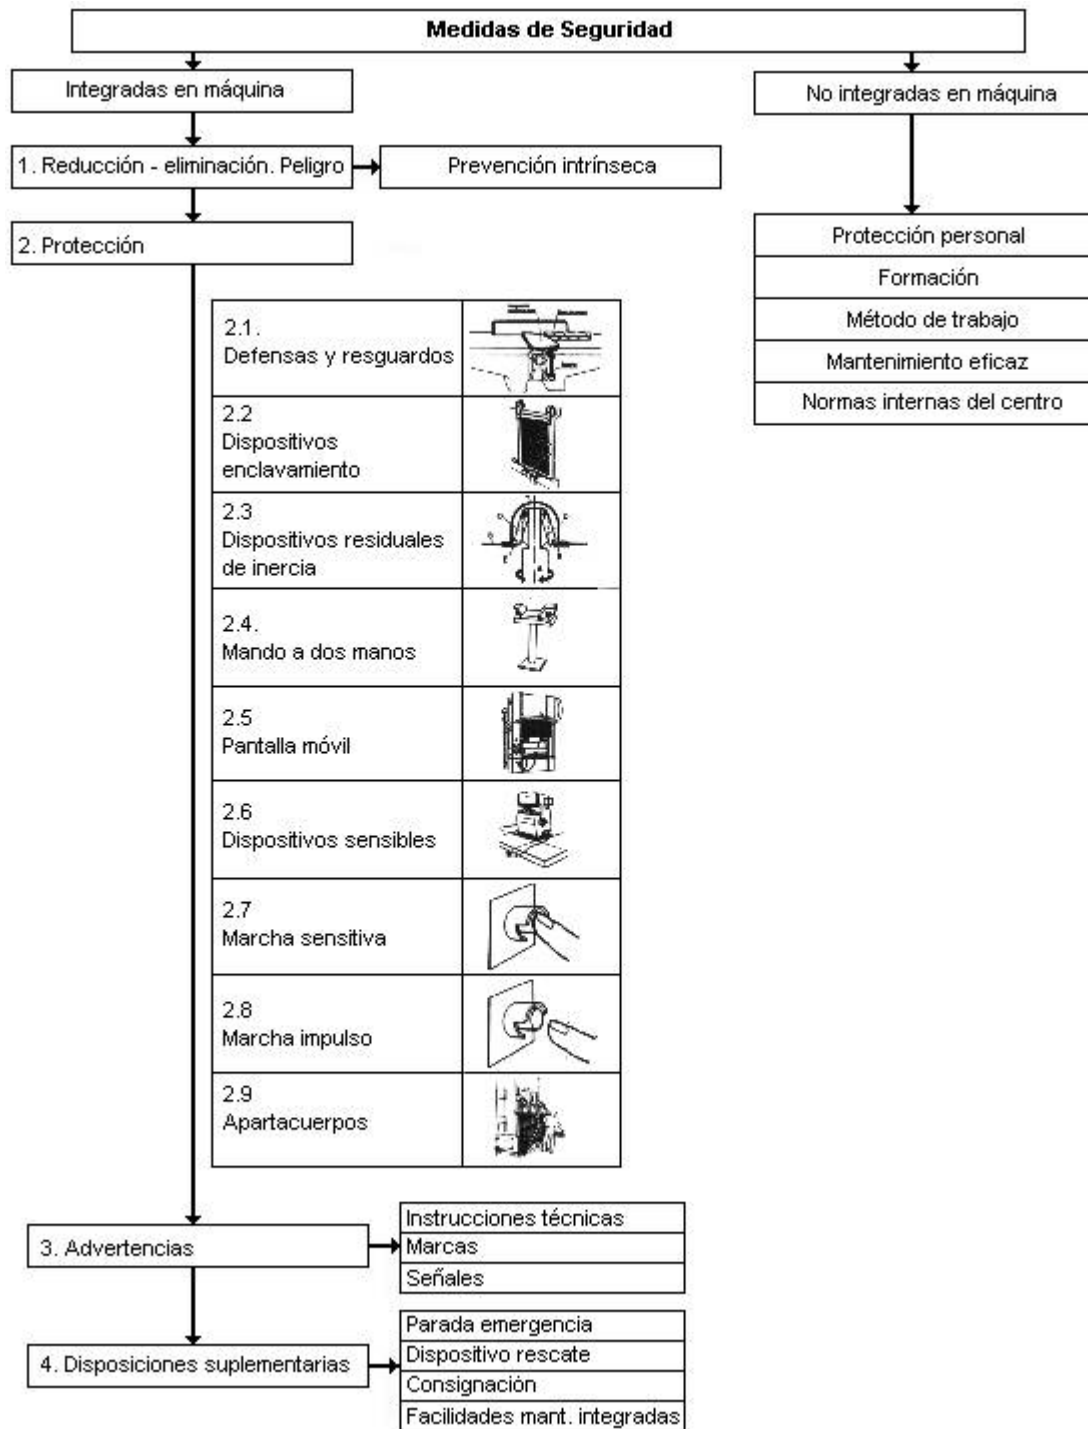 Medidas de Seguridad
Integradas en máquina
No integradas en máquina
1. Reducción - eliminación. Peligro
Prevención intrínseca
2. Protección
Protección personal
Formación
Método de trabajo
Mantenimiento eficaz
Normas internas del centro
2.1.
Defensas y resguardos
2.2
Dispositivos
enclavamiento
2.3
Dispositivos residuales
de inercia
2.4.
Mando a dos manos
2.5
Pantalla móvil
2.6
Dispositivos sensibles
2.7
Marcha sensitiva
2.8
Marcha impulso
2.9
Apartacuerpos
3. Advertencias
Instrucciones técnicas
Marcas
Señales
4. Disposiciones suplementarias
Parada emergencia
Dispositivo rescate
Consignación
Facilidades mant. integradas